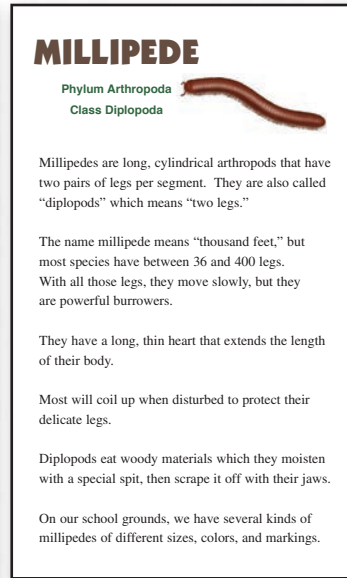 MILLIPEDE
Phylum Arthropoda
Class Diplopoda
Millipedes are long, cylindrical arthropods that have
two pairs of legs per segment. They are also called
“diplopods” which means “two legs.”
The name millipede means “thousand feet,” but
most species have between 36 and 400 legs.
With all those legs, they move slowly, but they
are powerful burrowers.
They have a long, thin heart that extends the length
of their body.
Most will coil up when disturbed to protect their
delicate legs.
Diplopods eat woody materials which they moisten
with a special spit, then scrape it off with their jaws.
On our school grounds, we have several kinds of
millipedes of different sizes, colors, and markings.